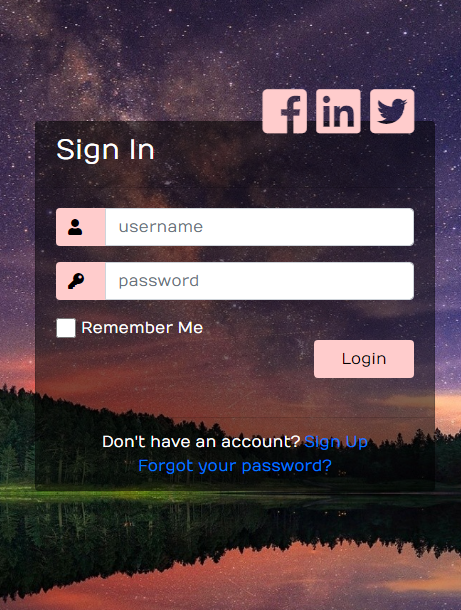 Sign In
username
password
Remember Me
Login
Don't have an account? Sign Up
Forgot your password?